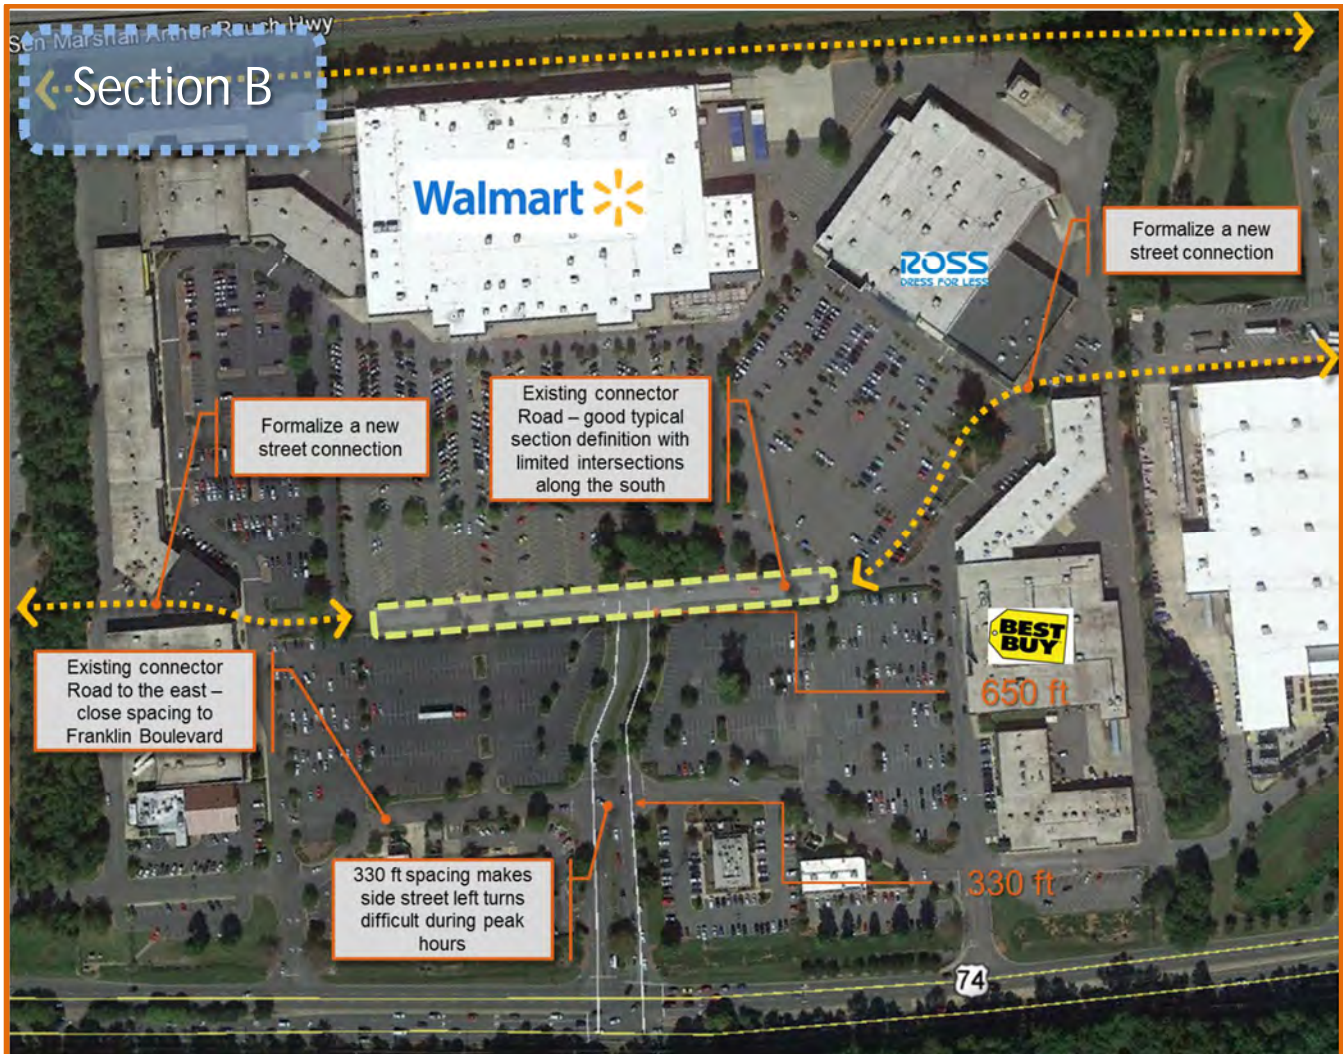 Sen Marshall Arthur Rauch Hwy
Section B
Walmart
ROSS
DRESS FOR LESS
Formalize a new
street connection
Existing connector
Road – good typical
section definition with
limited intersections
along the south
Formalize a new
street connection
BEST
BUY
Existing connector
Road to the east –
close spacing to
Franklin Boulevard
650 ft
330 ft spacing makes
side street left turns
difficult during peak
hours
330 ft
74